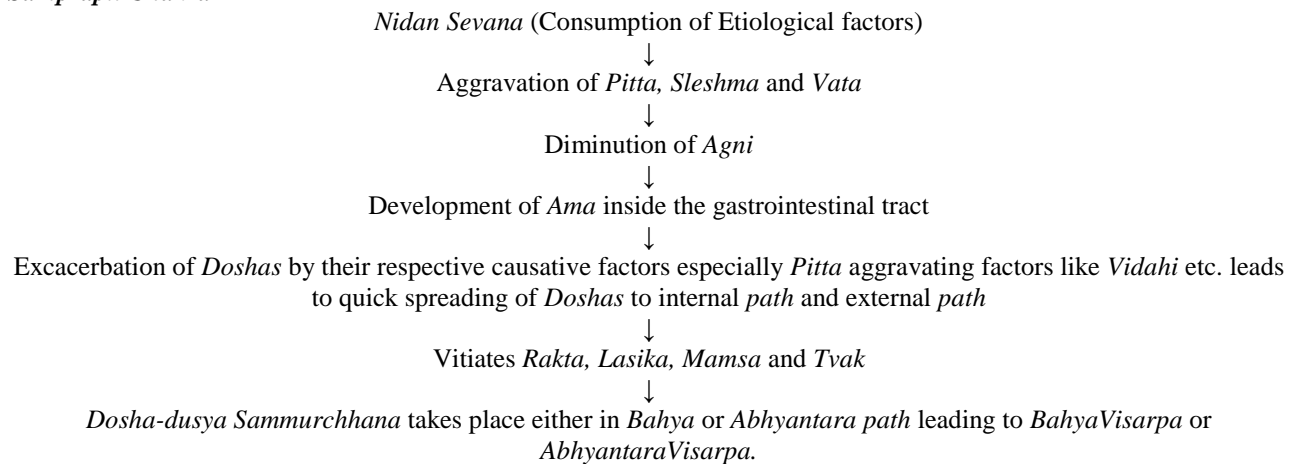 Nidan Sevana (Consumption of Etiological factors)
↓
Aggravation of Pitta, Sleshma and Vata
↓
Diminution of Agni
↓
Development of Ama inside the gastrointestinal tract
↓
Excacerbation of Doshas by their respective causative factors especially Pitta aggravating factors like Vidahi etc. leads
to quick spreading of Doshas to internal path and external path
↓
Vitiates Rakta, Lasika, Mamsa and Tvak
↓
Dosha-dusya Sammurchhana takes place either in Bahya or Abhyantara path leading to BahyaVisarpa or
AbhyantaraVisarpa.